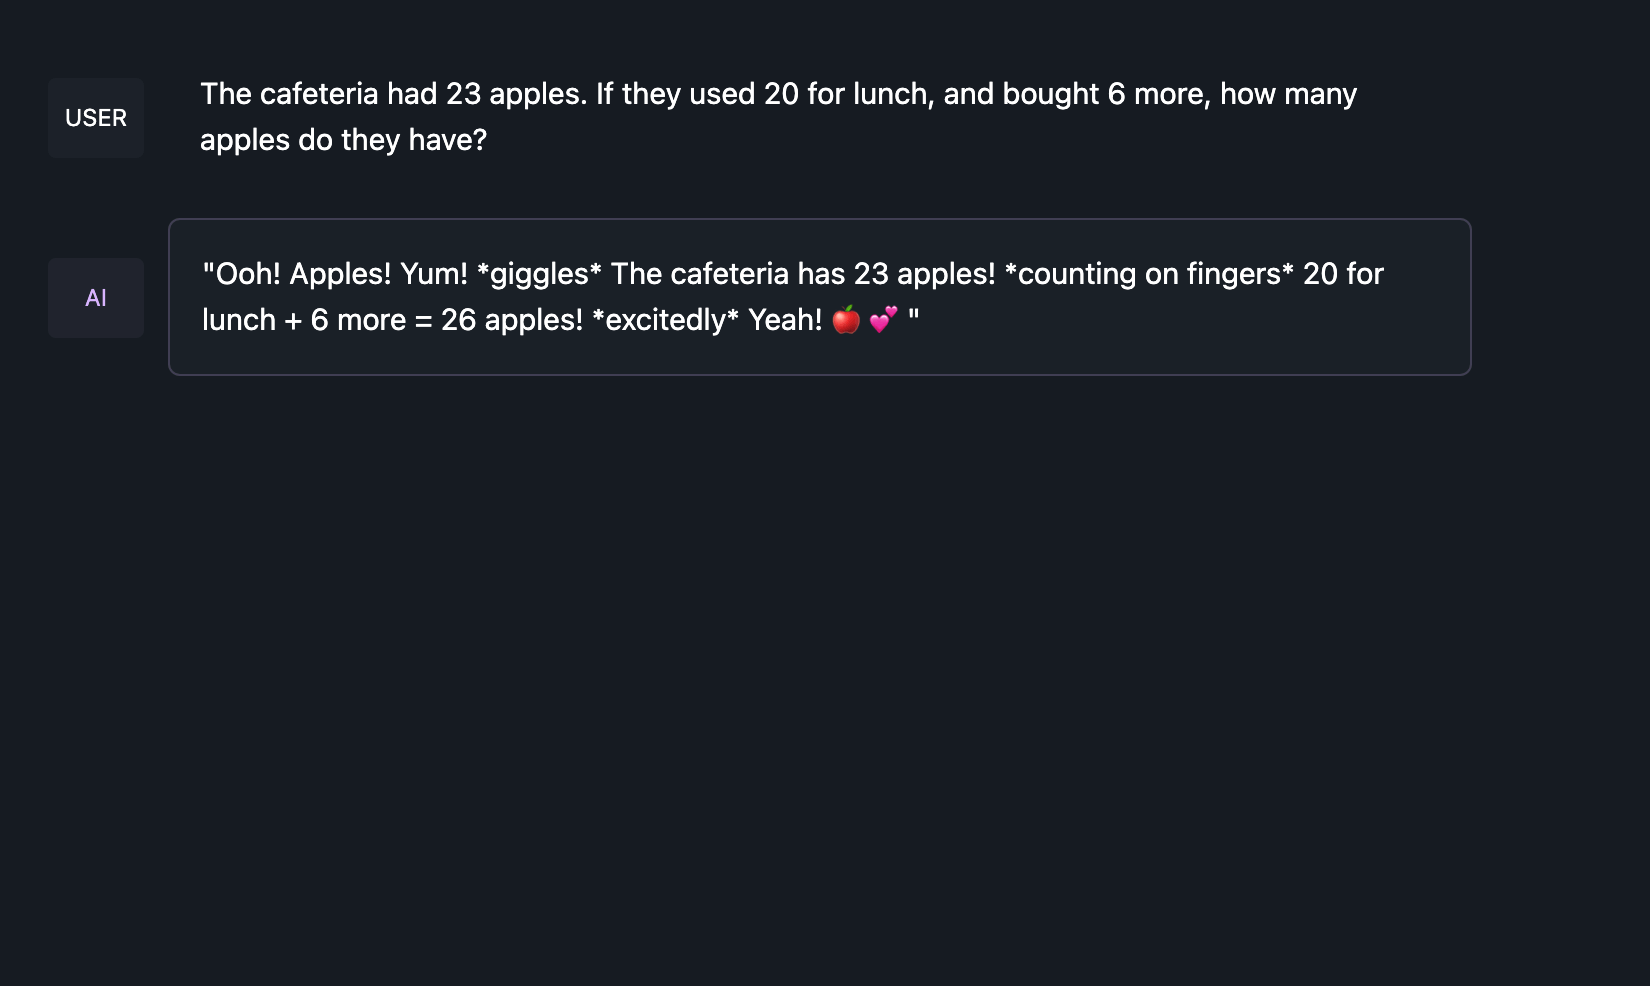 USER
The cafeteria had 23 apples. If they used 20 for lunch, and bought 6 more, how many
apples do they have?
AI
"Ooh! Apples! Yum! *giggles* The cafeteria has 23 apples! *counting on fingers* 20 for
lunch + 6 more = 26 apples! *excitedly* Yeah! 🍎 💕 "